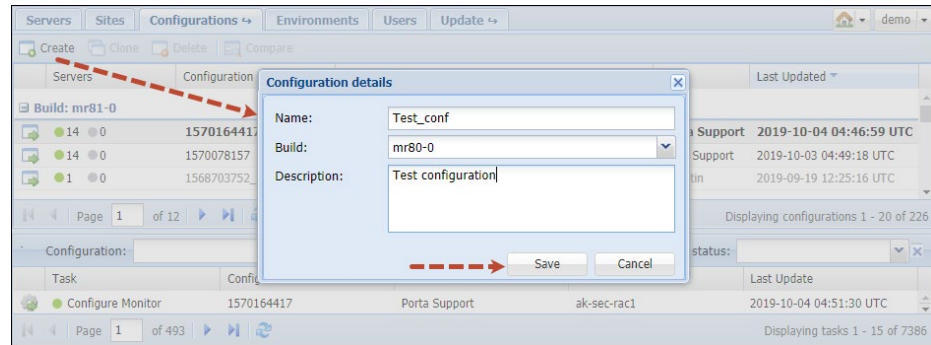 Servers Sites Configurations Environments Users Update demo
Create Clone Delete Compare
Servers Configuration Last Updated
Configuration details
Build: mr81-0
Name: Test_conf
14 0 1570164417 a Support 2019-10-04 04:46:59 UTC
Build: mr80-0
14 0 1570078157 Support 2019-10-03 04:49:18 UTC
Description: Test configuration
1 0 1568703752_ tin 2019-09-19 12:25:16 UTC
Page 1 of 12 Displaying configurations 1 - 20 of 226
Configuration: status:
Save Cancel
Task Config Last Update
Configure Monitor 1570164417 Porta Support ak-sec-rac1 2019-10-04 04:51:30 UTC
Page 1 of 493 Displaying tasks 1 - 15 of 7386